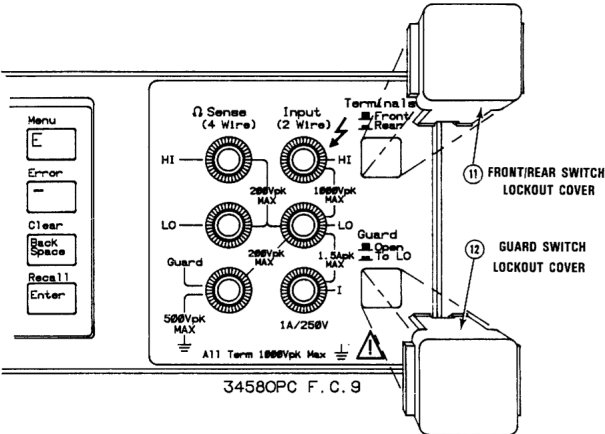 Menu
E
Error
-
Clear
Back
Space
Recall
Enter
Ω Sense
(4 Wire)
Input
(2 Wire)
Terminals
Front
Rear
HI
HI
200Vpk
MAX
1000Vpk
MAX
LO
LO
200Vpk
MAX
1.5Apk
MAX
Guard
Open
To LO
Guard
I
500Vpk
MAX
1A/250V
All Term 1000Vpk Max
3458OPC F.C.9
11 FRONT/REAR SWITCH
LOCKOUT COVER
12 GUARD SWITCH
LOCKOUT COVER